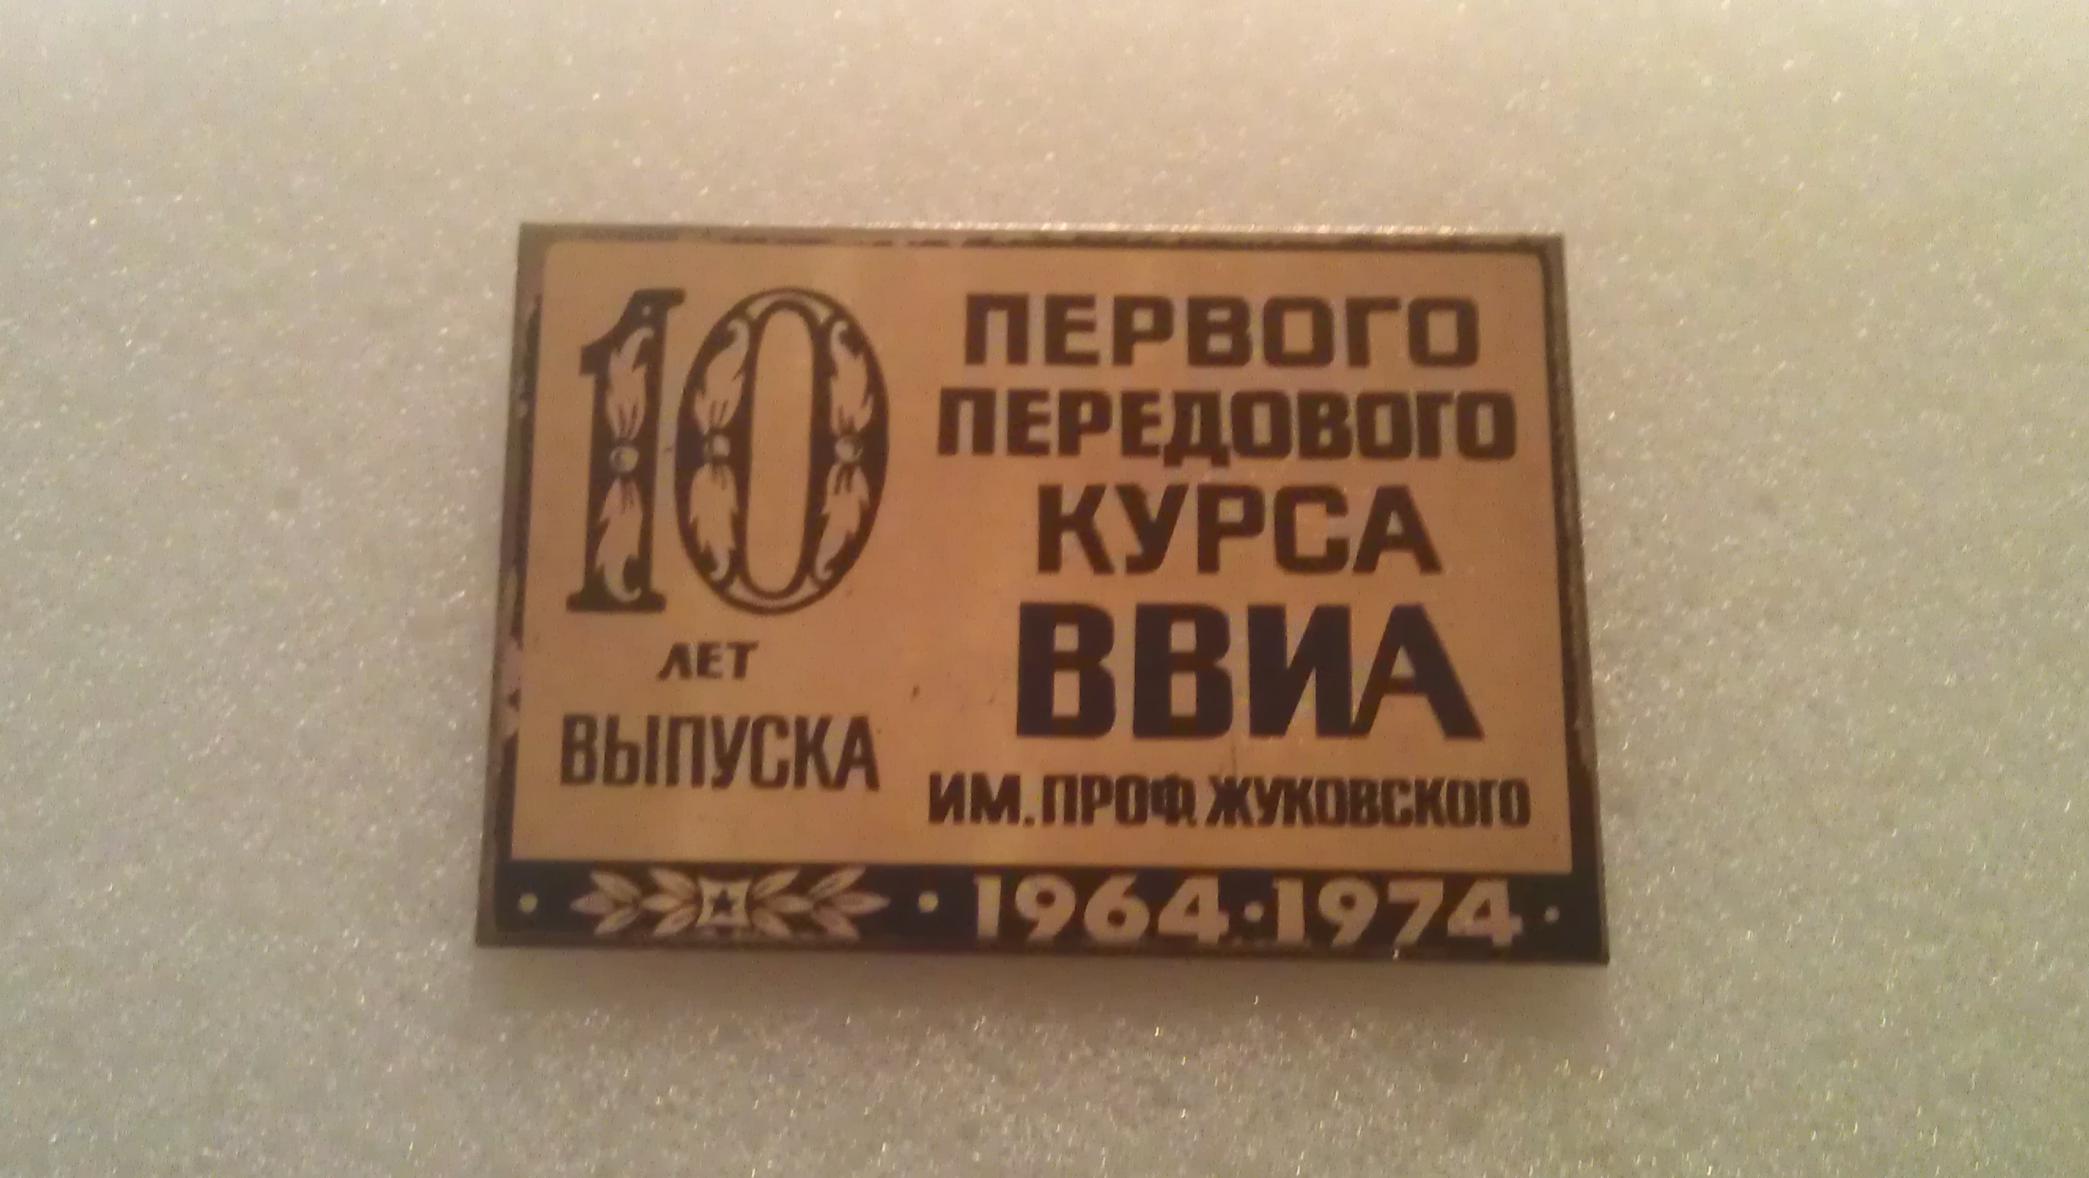 10
ЛЕТ
ВЫПУСКА
ПЕРВОГО
ПЕРЕДОВОГО
КУРСА
ВВИА
ИМ. ПРОФ. ЖУКОВСКОГО
1964·1974